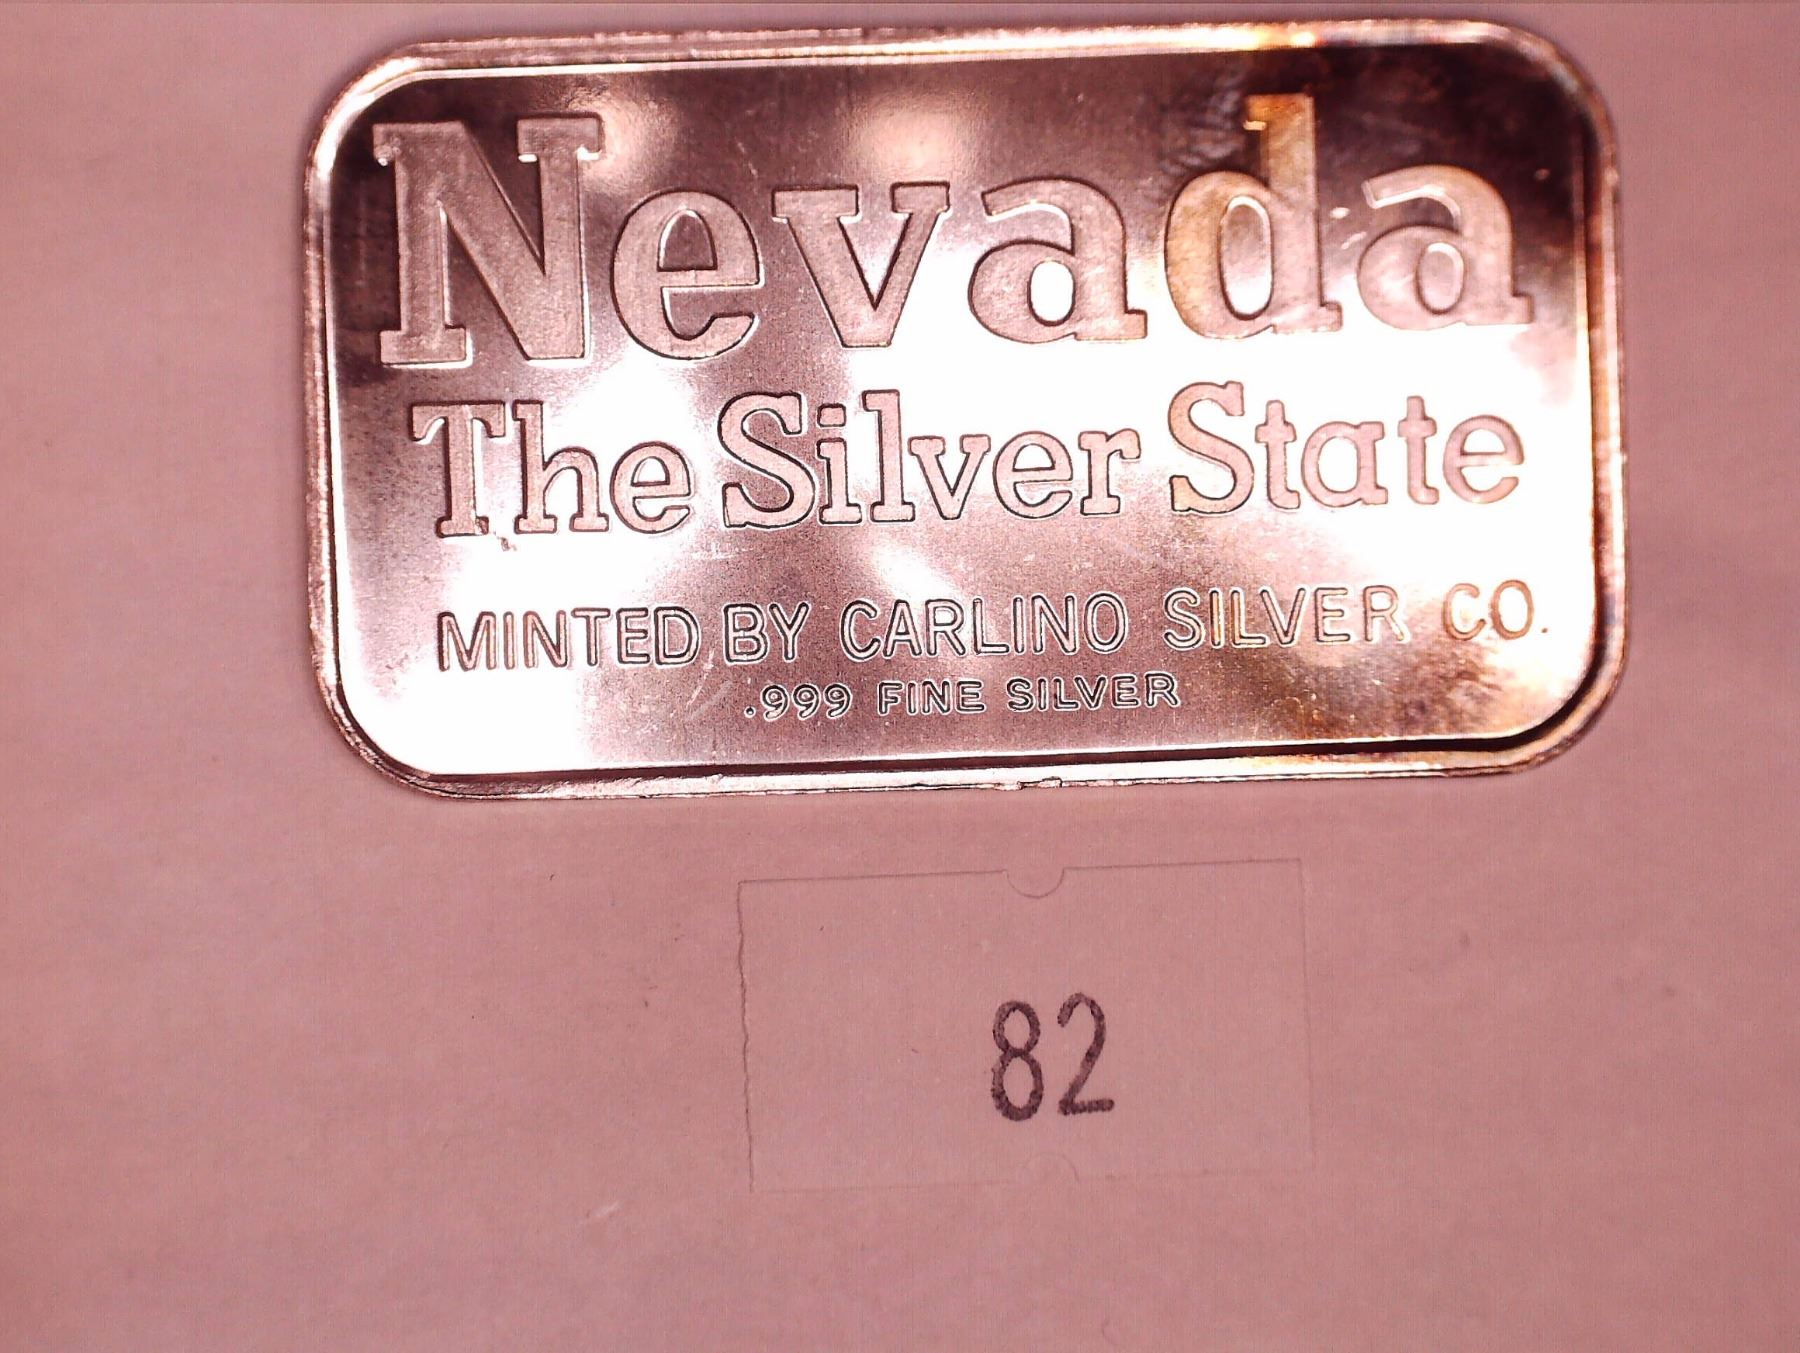 Nevada
The Silver State
MINTED BY CARLINO SILVER CO.
.999 FINE SILVER
82